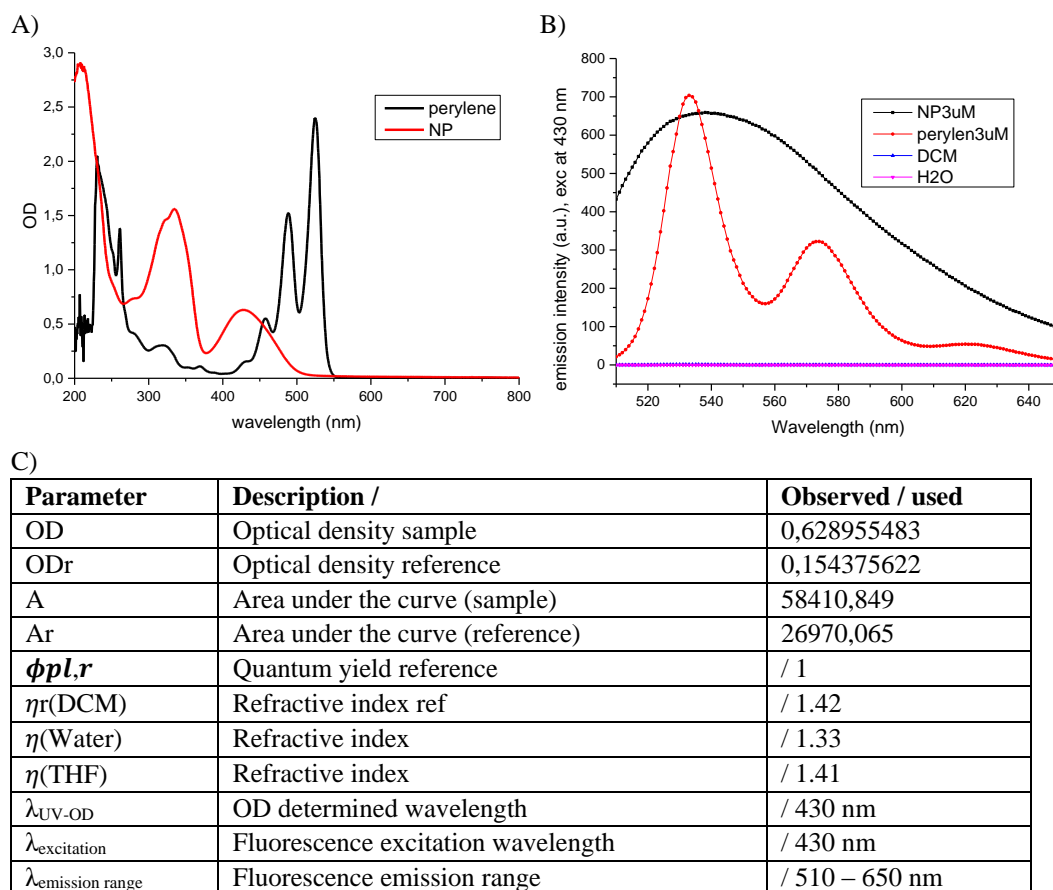 A)
3,0
2,5
2,0
1,5
1,0
0,5
0,0
OD
200 300 400 500 600 700 800
wavelength (nm)
perylene
NP
B)
800
700
600
500
400
300
200
100
0
emission intensity (a.u.), exc at 430 nm
520 540 560 580 600 620 640
Wavelength (nm)
NP3uM
perylen3uM
DCM
H2O
C)
Parameter Description / Observed / used
OD Optical density sample 0,628955483
ODr Optical density reference 0,154375622
A Area under the curve (sample) 58410,849
Ar Area under the curve (reference) 26970,065
ϕpl,r Quantum yield reference / 1
ηr(DCM) Refractive index ref / 1.42
η(Water) Refractive index / 1.33
η(THF) Refractive index / 1.41
λUV-OD OD determined wavelength / 430 nm
λexcitation Fluorescence excitation wavelength / 430 nm
λemission range Fluorescence emission range / 510 – 650 nm